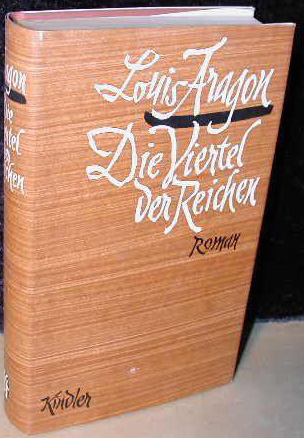 Louis Aragon
Die Viertel
der Reichen
Roman
Kindler